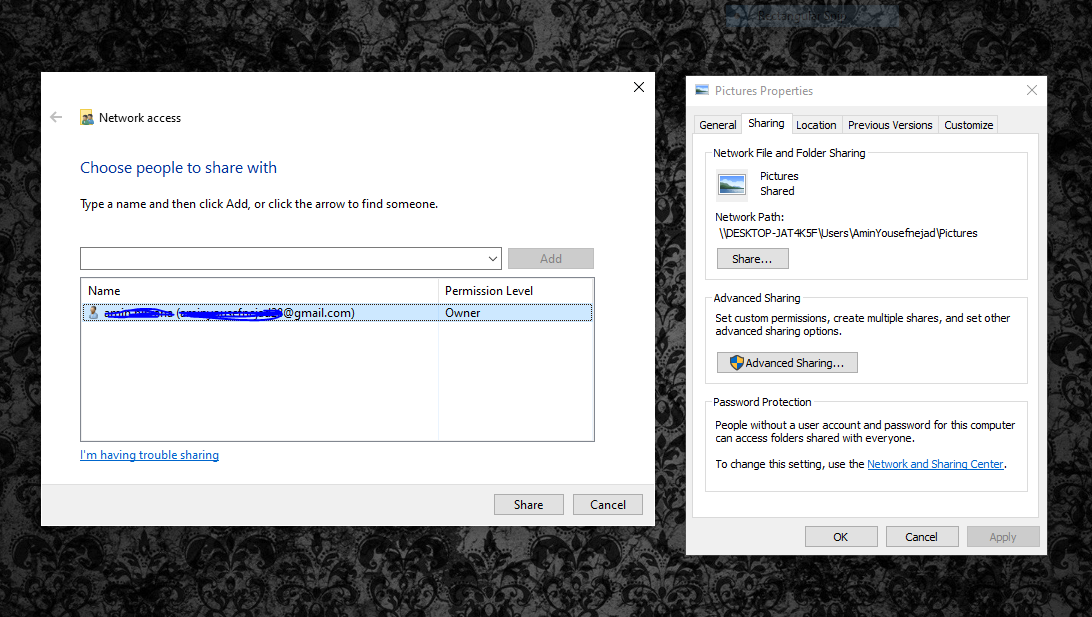 Network access
Choose people to share with
Type a name and then click Add, or click the arrow to find someone.
Add
Name Permission Level
@gmail.com) Owner
I'm having trouble sharing
Share Cancel
Pictures Properties
General Sharing Location Previous Versions Customize
Network File and Folder Sharing
Pictures
Shared
Network Path:
\\DESKTOP-JAT4K5F\Users\AminYousefnejad\Pictures
Share...
Advanced Sharing
Set custom permissions, create multiple shares, and set other
advanced sharing options.
Advanced Sharing...
Password Protection
People without a user account and password for this computer
can access folders shared with everyone.
To change this setting, use the Network and Sharing Center.
OK Cancel Apply